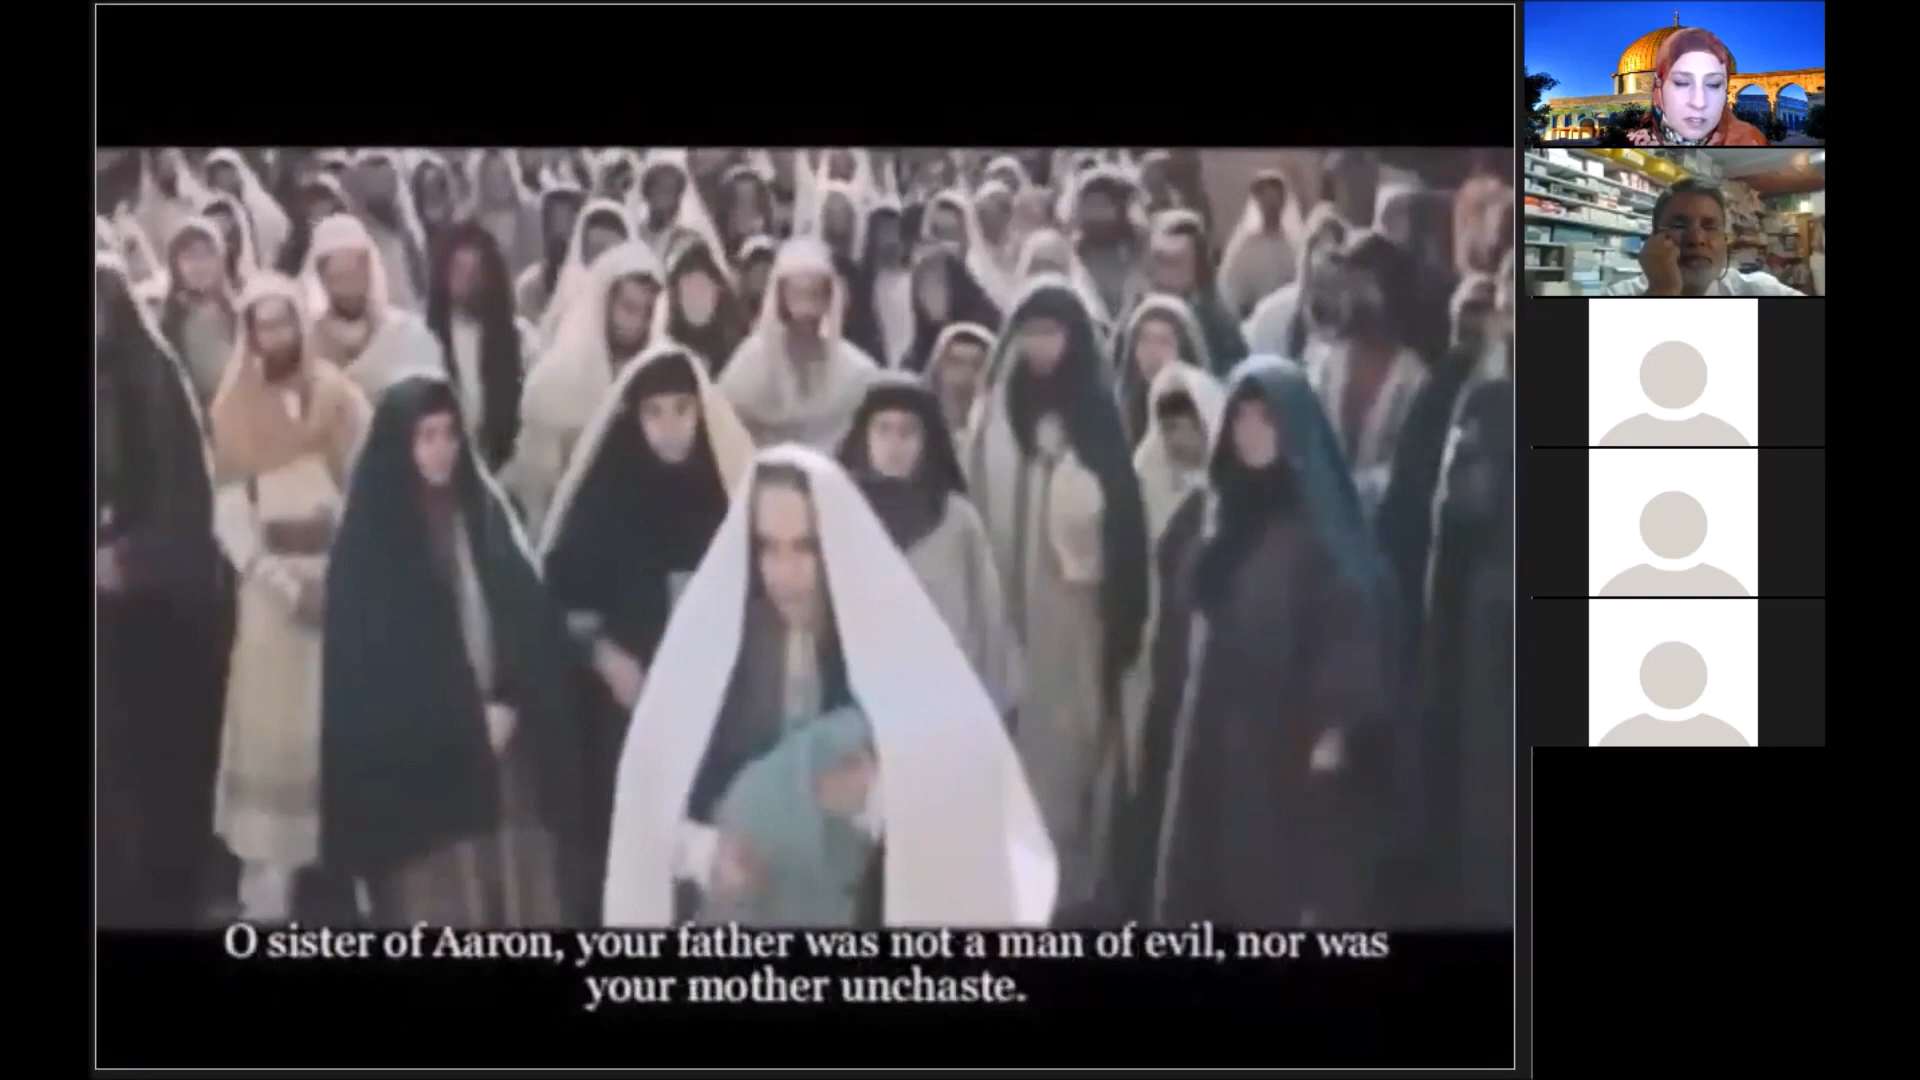 O sister of Aaron, your father was not a man of evil, nor was
your mother unchaste.